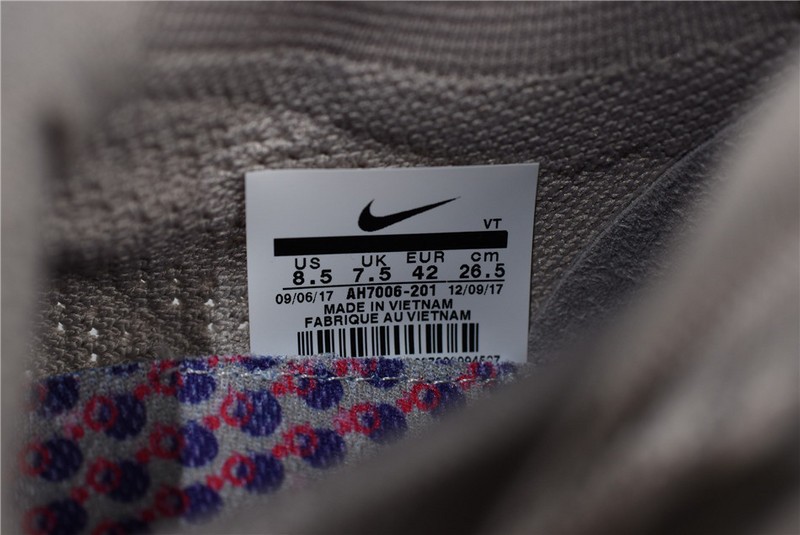 VT
US UK EUR cm
8.5 7.5 42 26.5
09/06/17 AH7006-201 12/09/17
MADE IN VIETNAM
FABRIQUE AU VIETNAM